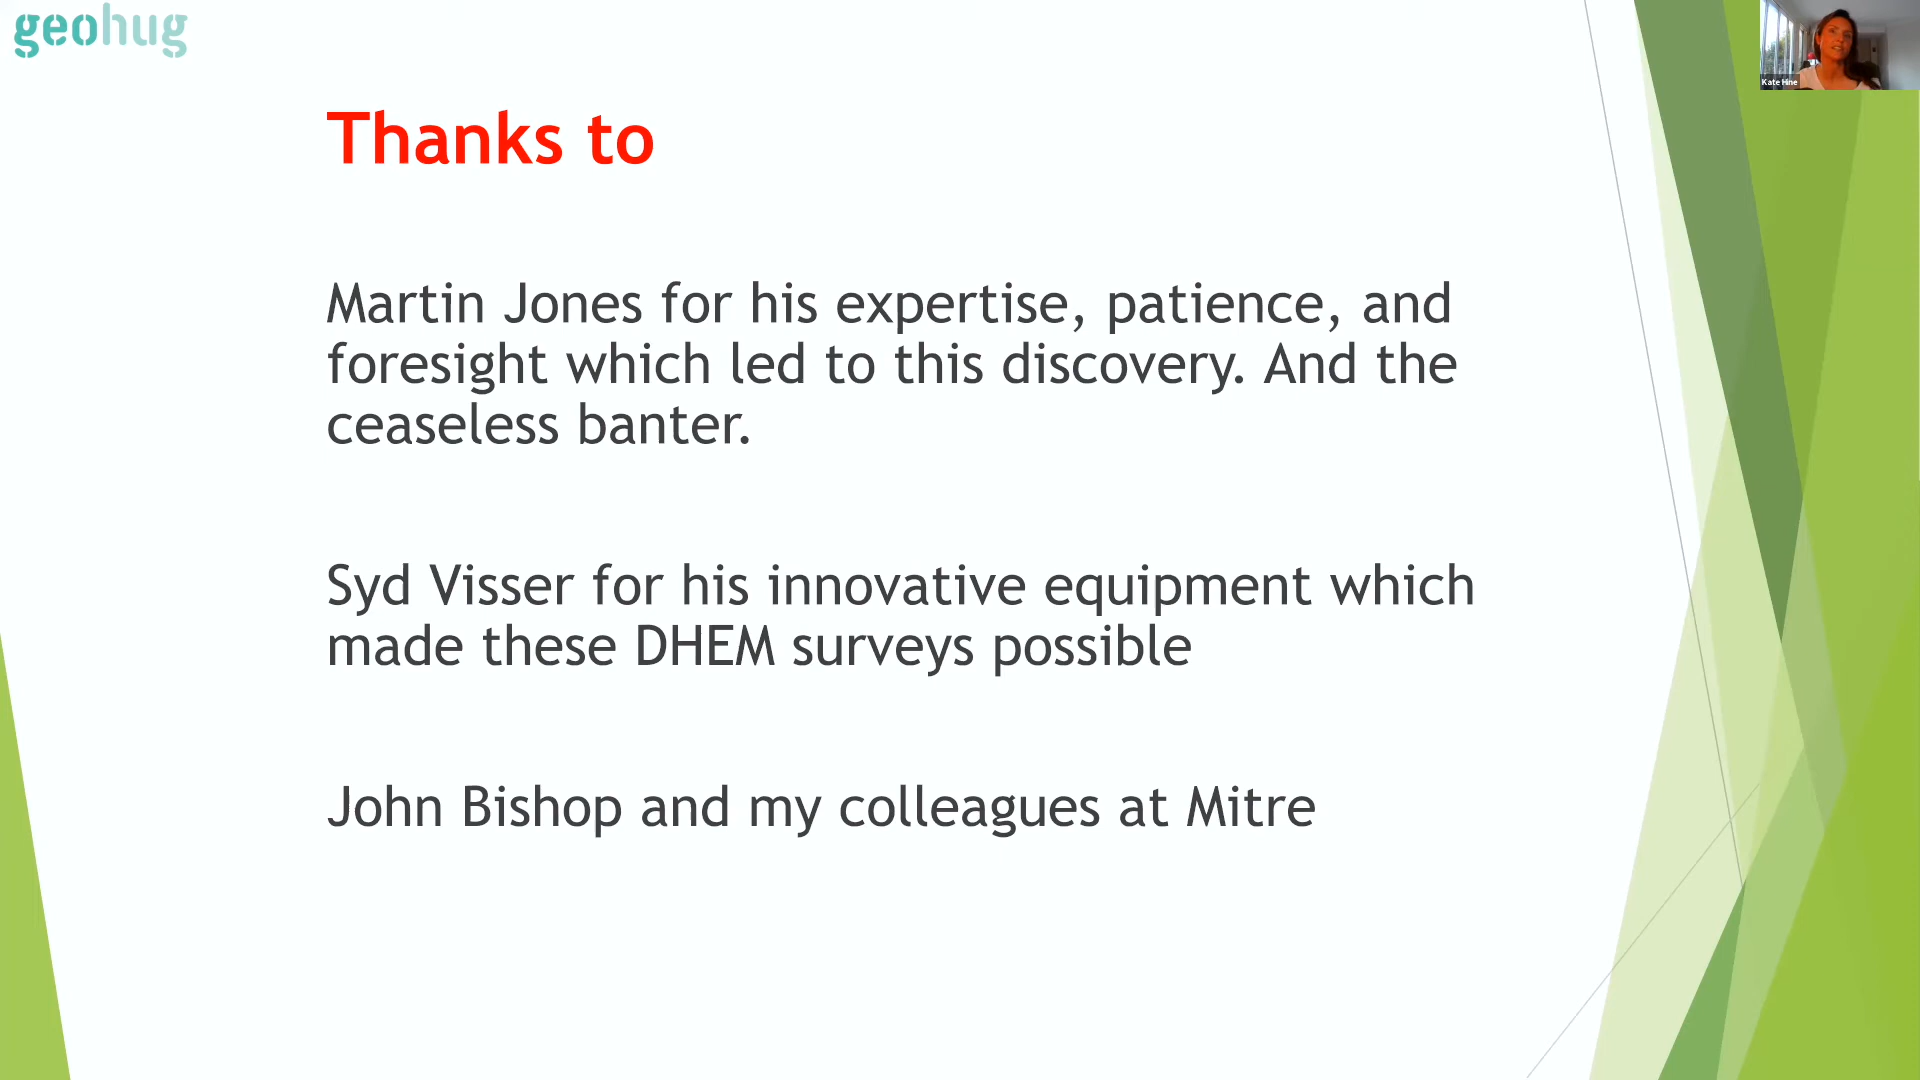 geohug
Kate Hine
Thanks to
Martin Jones for his expertise, patience, and
foresight which led to this discovery. And the
ceaseless banter.
Syd Visser for his innovative equipment which
made these DHEM surveys possible
John Bishop and my colleagues at Mitre